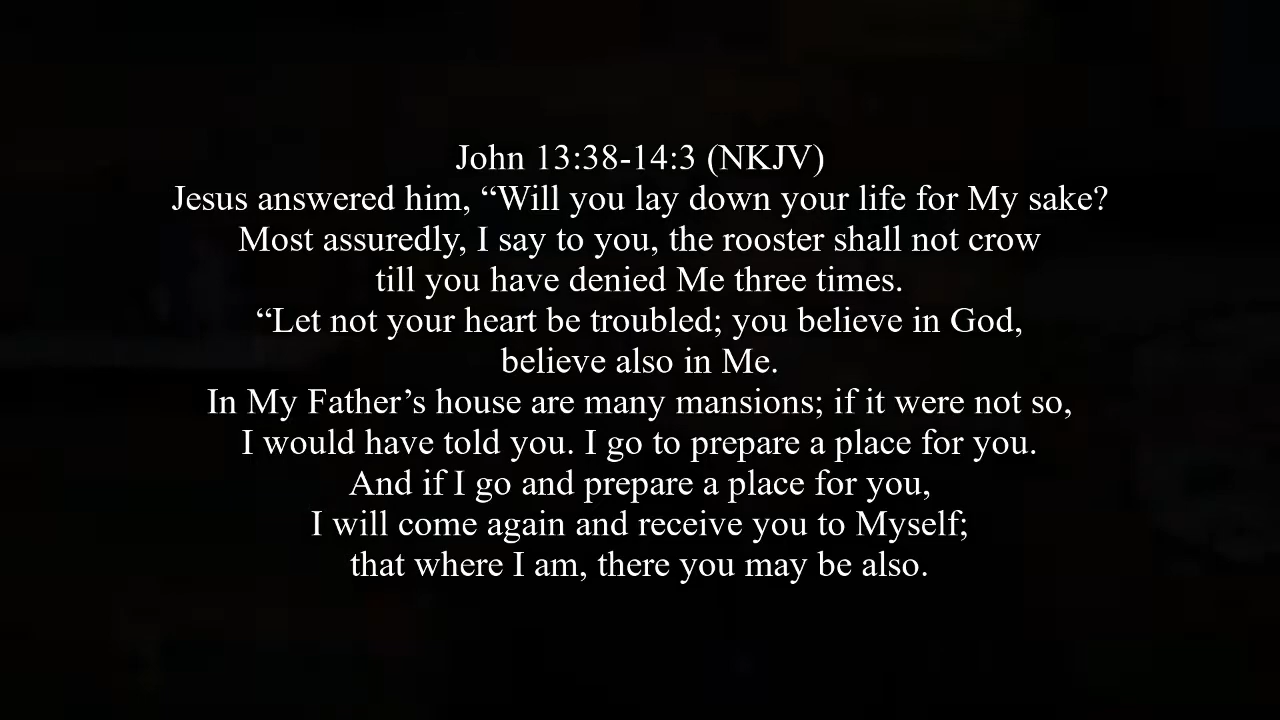 John 13:38-14:3 (NKJV)
Jesus answered him, “Will you lay down your life for My sake?
Most assuredly, I say to you, the rooster shall not crow
till you have denied Me three times.
“Let not your heart be troubled; you believe in God,
believe also in Me.
In My Father’s house are many mansions; if it were not so,
I would have told you. I go to prepare a place for you.
And if I go and prepare a place for you,
I will come again and receive you to Myself;
that where I am, there you may be also.